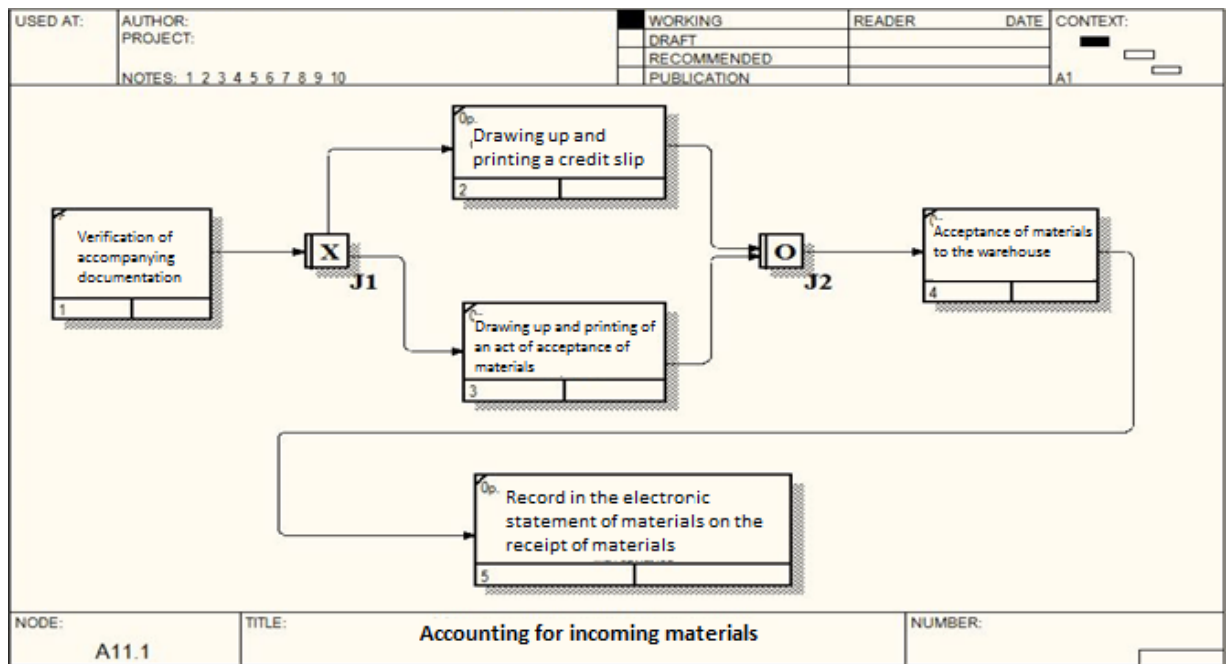 USED AT:
AUTHOR:
PROJECT:
NOTES: 1 2 3 4 5 6 7 8 9 10
WORKING
DRAFT
RECOMMENDED
PUBLICATION
READER DATE
CONTEXT:
A1
0р.
Drawing up and
printing a credit slip
2
Verification of
accompanying
documentation
1
X
J1
Drawing up and printing of
an act of acceptance of
materials
3
O
J2
Acceptance of materials
to the warehouse
4
0р.
Record in the electronic
statement of materials on the
receipt of materials
5
NODE:
A11.1
TITLE:
Accounting for incoming materials
NUMBER: